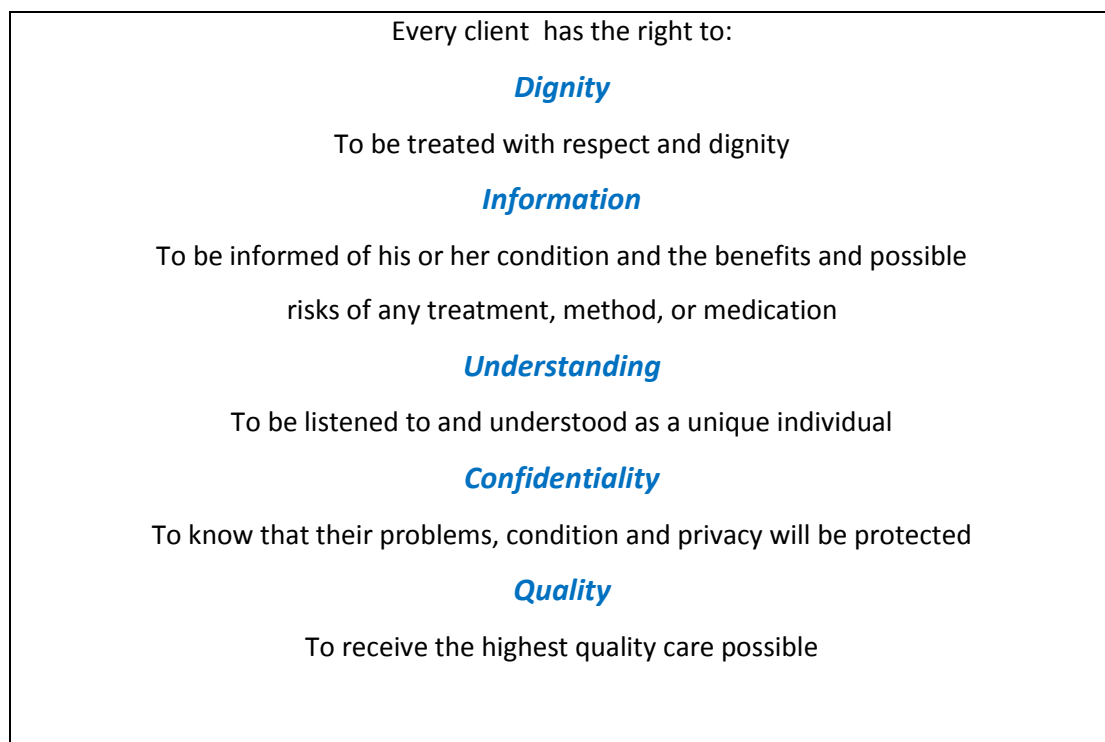 Every client has the right to:
Dignity
To be treated with respect and dignity
Information
To be informed of his or her condition and the benefits and possible
risks of any treatment, method, or medication
Understanding
To be listened to and understood as a unique individual
Confidentiality
To know that their problems, condition and privacy will be protected
Quality
To receive the highest quality care possible